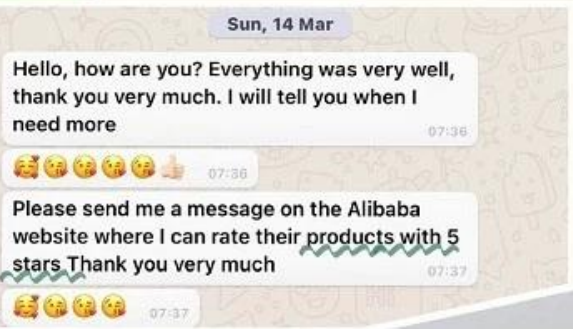 Sun, 14 Mar
Hello, how are you? Everything was very well,
thank you very much. I will tell you when I
need more
07:36
🥰😘😘😘😘👍🏻 07:36
Please send me a message on the Alibaba
website where I can rate their products with 5
stars Thank you very much
07:37
🥰😘😘😘 07:37